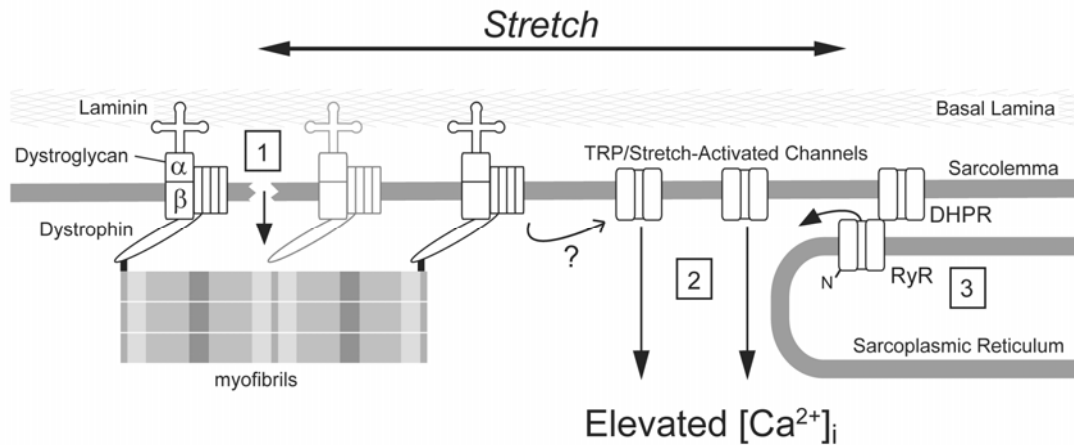 Stretch
Laminin
Basal Lamina
1
Dystroglycan
α
TRP/Stretch-Activated Channels
Sarcolemma
β
DHPR
Dystrophin
?
2
N
RyR
3
Sarcoplasmic Reticulum
myofibrils
Elevated [Ca²⁺]ᵢ